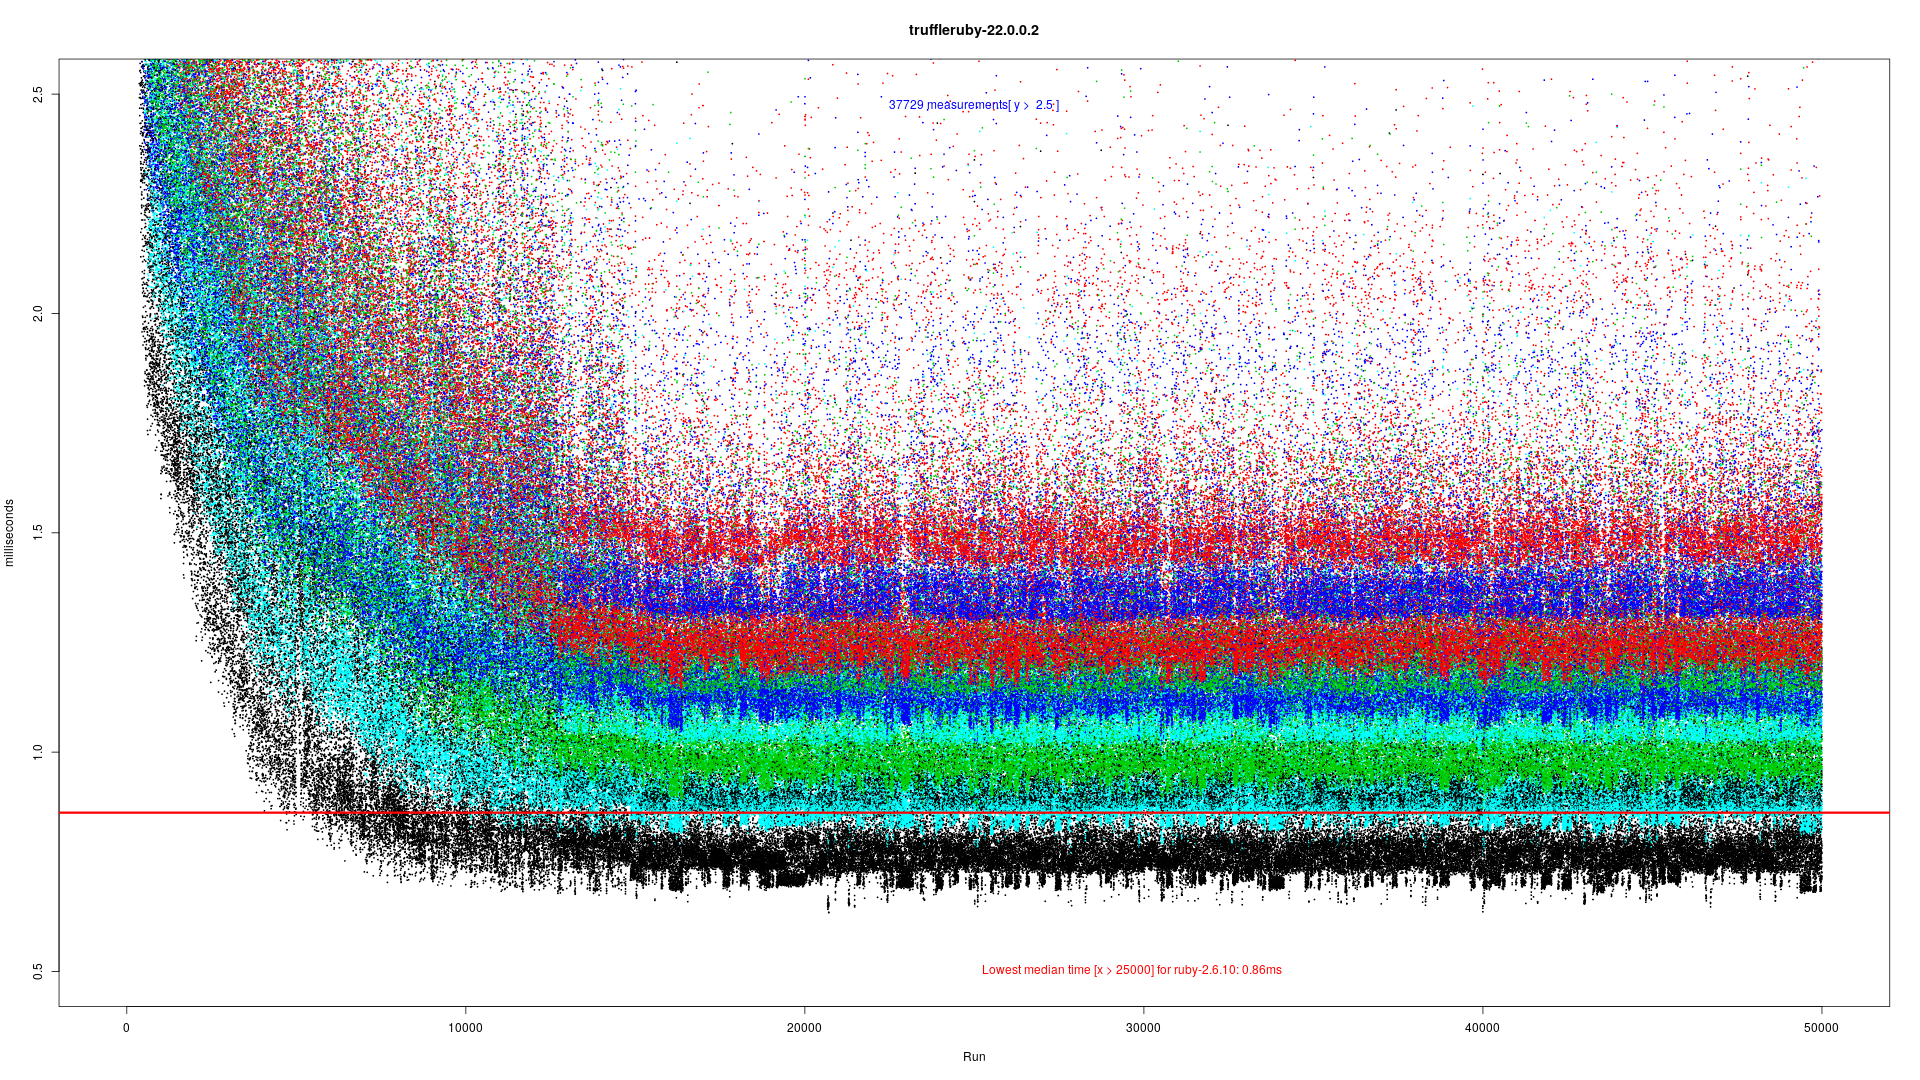 truffleruby-22.0.0.2
37729 measurements[ y > 2.5 ]
2.5
2.0
1.5
1.0
0.5
milliseconds
Lowest median time [x > 25000] for ruby-2.6.10: 0.86ms
0 10000 20000 30000 40000 50000
Run